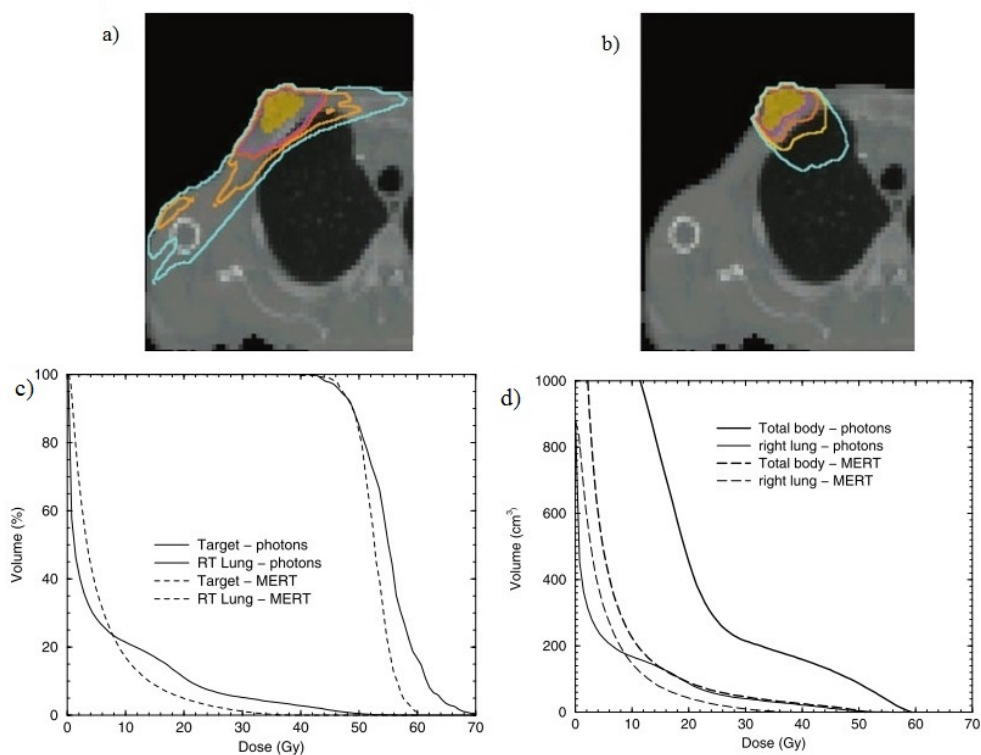 a)
b)
c)
100
80
60
40
20
0
Volume (%)
Target – photons
RT Lung – photons
Target – MERT
RT Lung – MERT
0 10 20 30 40 50 60 70
Dose (Gy)
d)
1000
800
600
400
200
0
Volume (cm³)
Total body – photons
right lung – photons
Total body – MERT
right lung – MERT
0 10 20 30 40 50 60 70
Dose (Gy)